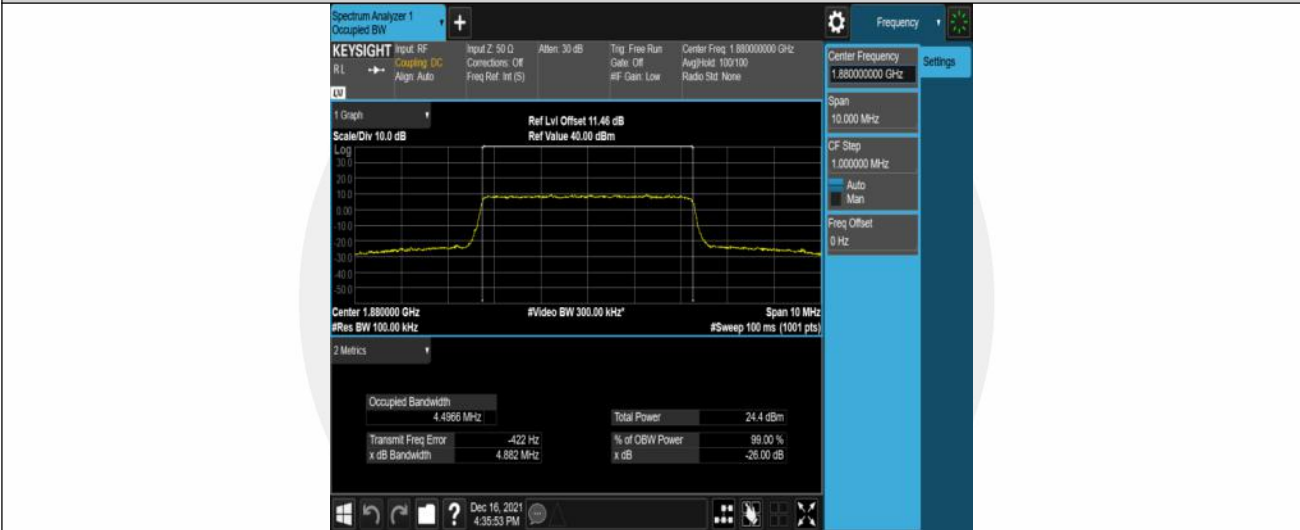 Spectrum Analyzer 1
Occupied BW
Frequency
KEYSIGHT
RL
Input: RF
Coupling: DC
Align: Auto
Input Z: 50 Ω
Corrections: Off
Freq Ref: Int (S)
Atten: 30 dB
Trig: Free Run
Gate: Off
#IF Gain: Low
Center Freq: 1.880000000 GHz
Avg|Hold: 100/100
Radio Std: None
LV
1 Graph
Scale/Div 10.0 dB
Ref Lvl Offset 11.46 dB
Ref Value 40.00 dBm
Log
30.0
20.0
10.0
0.00
-10.0
-20.0
-30.0
-40.0
-50.0
Center 1.880000 GHz
#Res BW 100.00 kHz
#Video BW 300.00 kHz*
Span 10 MHz
#Sweep 100 ms (1001 pts)
2 Metrics
Occupied Bandwidth
4.4966 MHz
Transmit Freq Error -422 Hz
x dB Bandwidth 4.882 MHz
Total Power 24.4 dBm
% of OBW Power 99.00 %
x dB -26.00 dB
Dec 16, 2021
4:35:53 PM
Settings
Center Frequency
1.880000000 GHz
Span
10.000 MHz
CF Step
1.000000 MHz
Auto
Man
Freq Offset
0 Hz